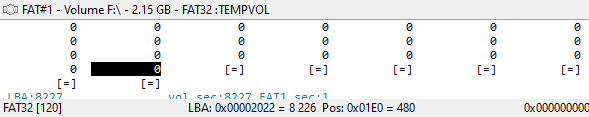 FAT#1 - Volume F:\ - 2.15 GB - FAT32 :TEMPVOL
0 0 0 0 0 0 0
0 0 0 0 0 0 0
0 0 0 0 0 0 0
0 0 [=] [=] [=] [=] [=]
[=] [=]
LBA:8227 vol sec:8227 FAT1 sec:1
FAT32 [120] LBA: 0x00002022 = 8 226 Pos: 0x01E0 = 480 0x000000000